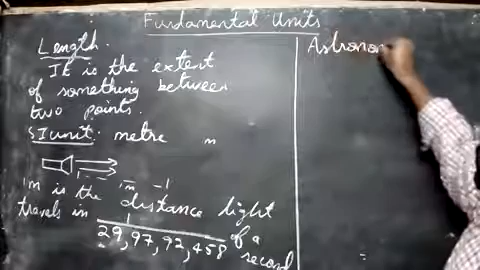 Fundamental Units
Length.
It is the extent
of something between
two points.
SI unit: metre m
1m
1m is the distance light
travels in 1/29,97,92,458 of a second
Astronom